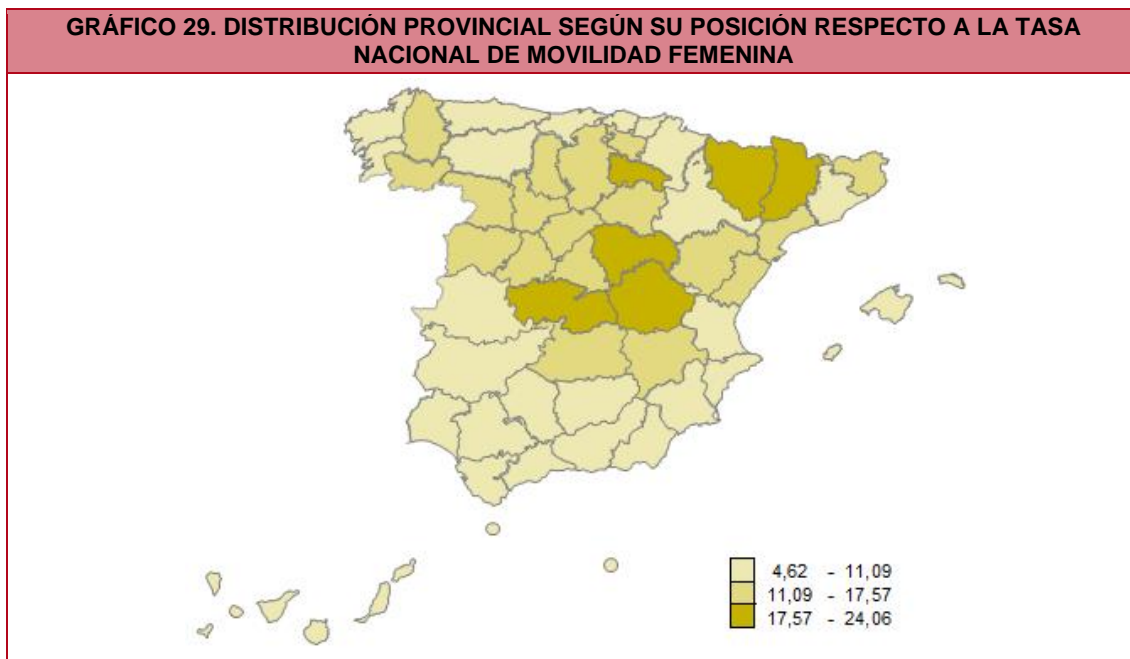 GRÁFICO 29. DISTRIBUCIÓN PROVINCIAL SEGÚN SU POSICIÓN RESPECTO A LA TASA
NACIONAL DE MOVILIDAD FEMENINA
4,62 - 11,09
11,09 - 17,57
17,57 - 24,06